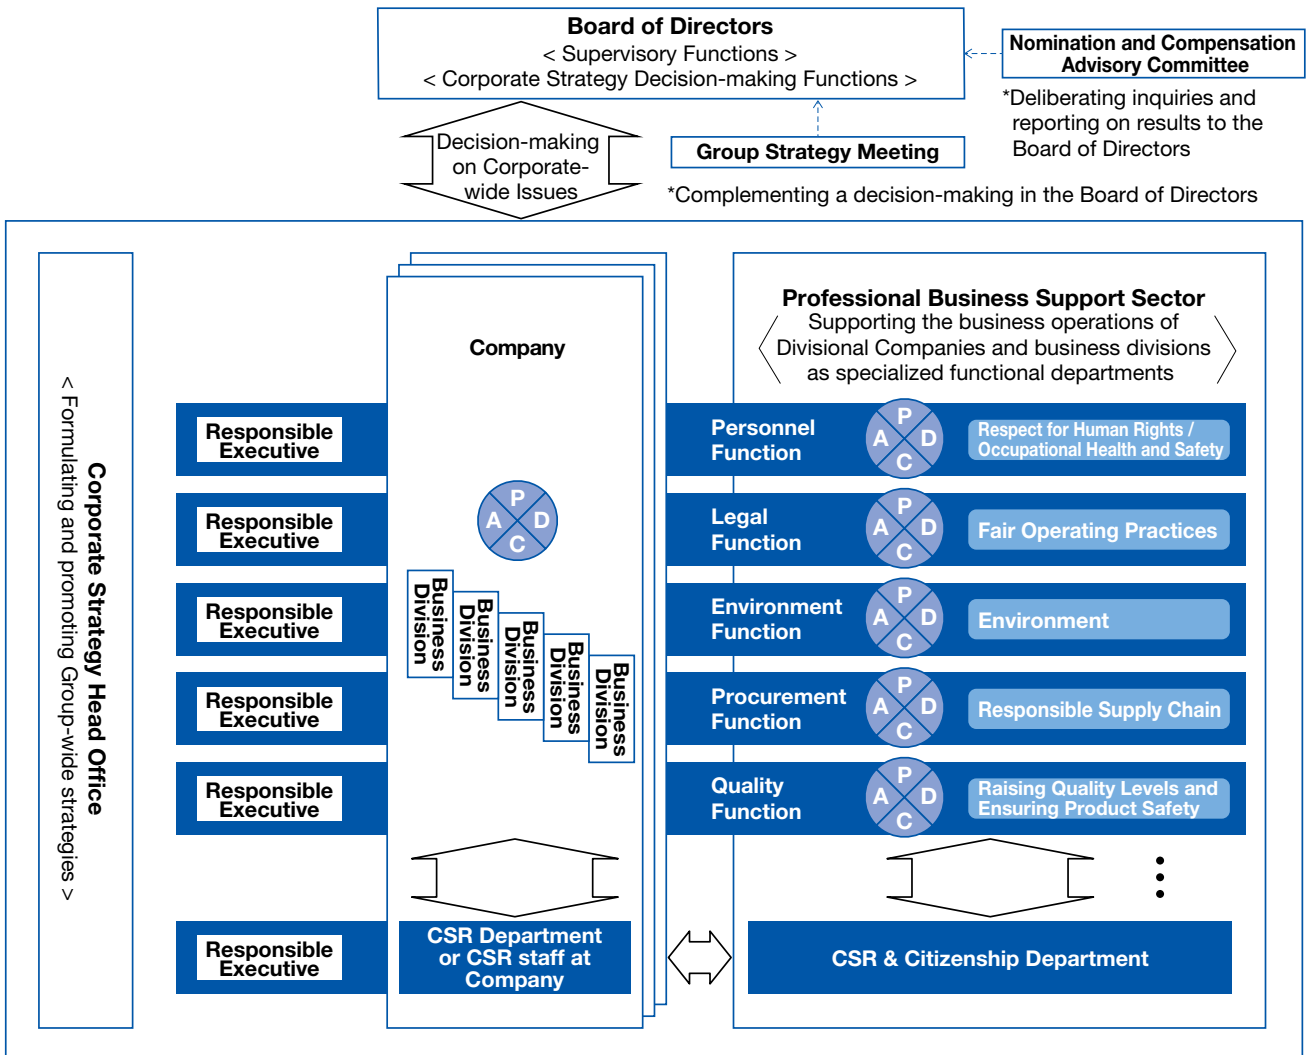 Board of Directors
< Supervisory Functions >
< Corporate Strategy Decision-making Functions >
Nomination and Compensation
Advisory Committee
*Deliberating inquiries and
reporting on results to the
Board of Directors
Decision-making
on Corporate-
wide Issues
Group Strategy Meeting
*Complementing a decision-making in the Board of Directors
Corporate Strategy Head Office
< Formulating and promoting Group-wide strategies >
Company
Professional Business Support Sector
Supporting the business operations of
Divisional Companies and business divisions
as specialized functional departments
Responsible
Executive
Personnel
Function
P
A D
C
Respect for Human Rights /
Occupational Health and Safety
Responsible
Executive
P
A D
C
Legal
Function
P
A D
C
Fair Operating Practices
Business
Division
Business
Division
Business
Division
Business
Division
Business
Division
Responsible
Executive
Environment
Function
P
A D
C
Environment
Responsible
Executive
Procurement
Function
P
A D
C
Responsible Supply Chain
Responsible
Executive
Quality
Function
P
A D
C
Raising Quality Levels and
Ensuring Product Safety
Responsible
Executive
CSR Department
or CSR staff at
Company
CSR & Citizenship Department